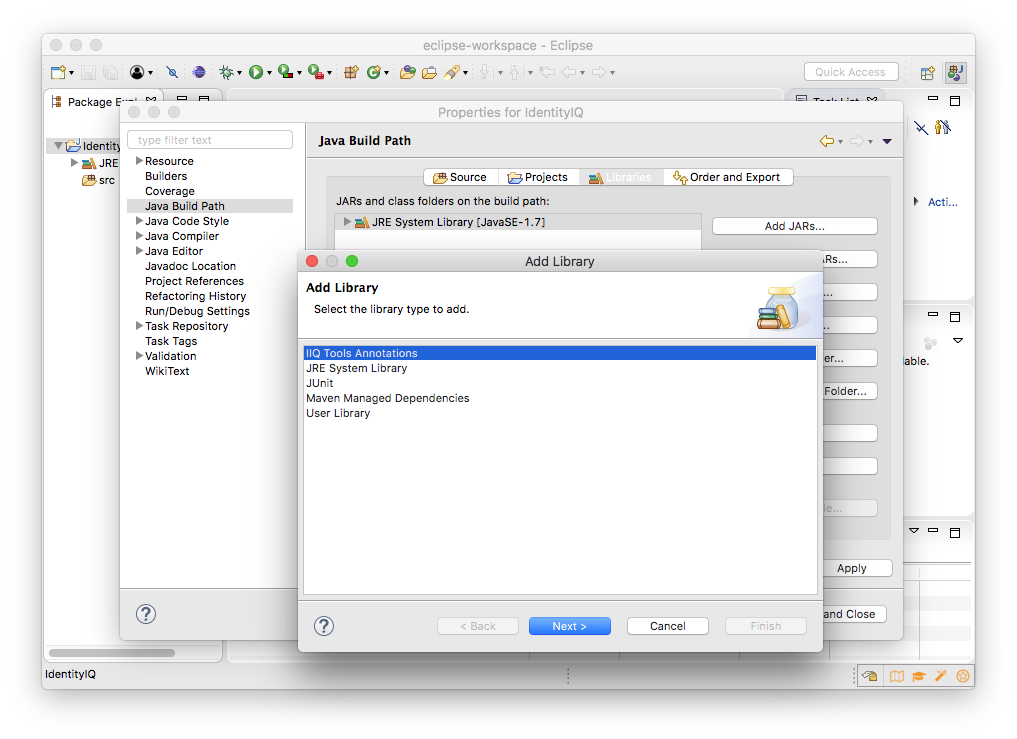 eclipse-workspace - Eclipse
Quick Access
Package
Task List
Properties for IdentityIQ
type filter text
Java Build Path
Identity
JRE
src
Resource
Builders
Coverage
Java Build Path
Java Code Style
Java Compiler
Java Editor
Javadoc Location
Project References
Refactoring History
Run/Debug Settings
Task Repository
Task Tags
Validation
WikiText
Source
Projects
Libraries
Order and Export
JARs and class folders on the build path:
JRE System Library [JavaSE-1.7]
Add JARs...
ARs...
er...
Folder...
Acti...
able.
Add Library
Add Library
Select the library type to add.
IIQ Tools Annotations
JRE System Library
JUnit
Maven Managed Dependencies
User Library
Apply
and Close
< Back
Next >
Cancel
Finish
IdentityIQ